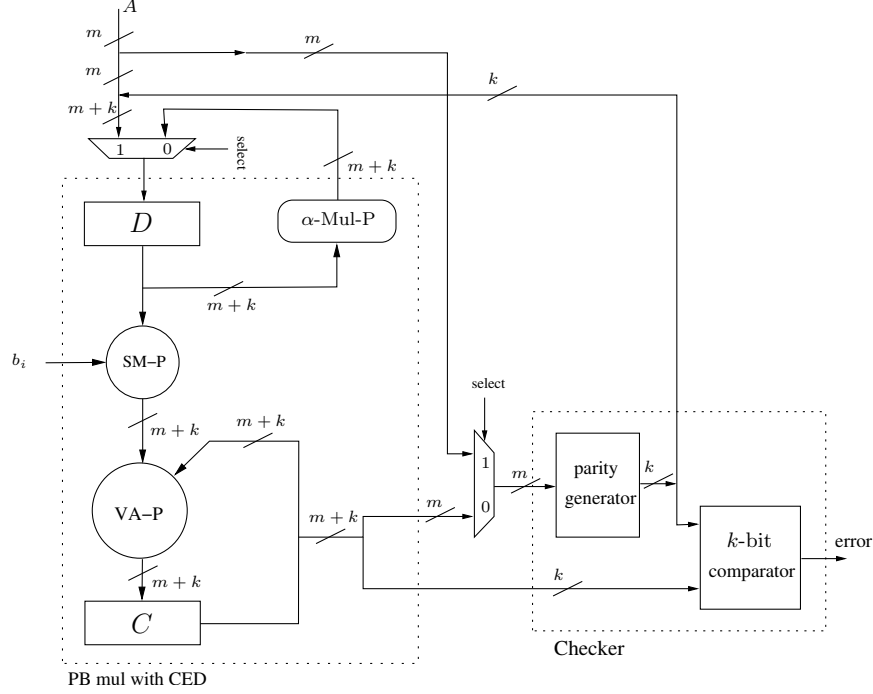 A
m
m
m
k
m + k
1 0
select
m + k
D
α-Mul-P
m + k
b_i
SM–P
select
m + k
m + k
1
parity
generator
k
m
VA–P
m
0
m + k
k-bit
comparator
error
m + k
k
C
Checker
PB mul with CED